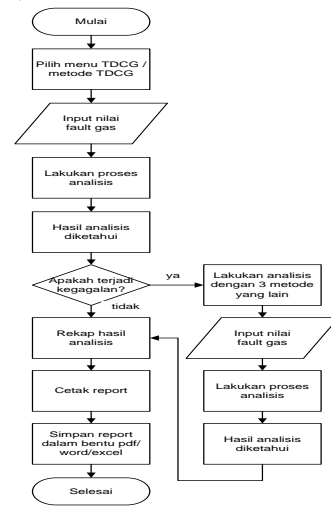 Mulai
Pilih menu TDCG /
metode TDCG
Input nilai
fault gas
Lakukan proses
analisis
Hasil analisis
diketahui
Apakah terjadi
kegagalan?
ya
tidak
Lakukan analisis
dengan 3 metode
yang lain
Input nilai
fault gas
Lakukan proses
analisis
Hasil analisis
diketahui
Rekap hasil
analisis
Cetak report
Simpan report
dalam bentu pdf/
word/excel
Selesai